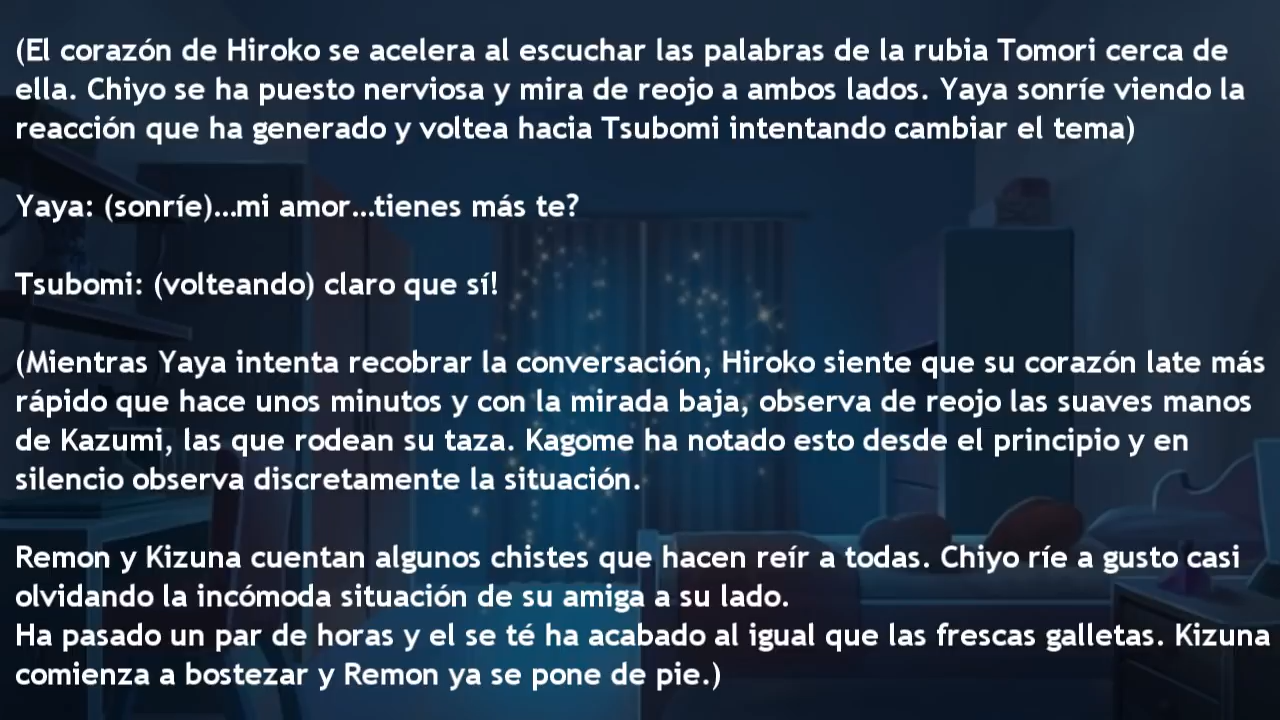 (El corazón de Hiroko se acelera al escuchar las palabras de la rubia Tomori cerca de
ella. Chiyo se ha puesto nerviosa y mira de reojo a ambos lados. Yaya sonríe viendo la
reacción que ha generado y voltea hacia Tsubomi intentando cambiar el tema)
Yaya: (sonríe)...mi amor...tienes más te?
Tsubomi: (volteando) claro que sí!
(Mientras Yaya intenta recobrar la conversación, Hiroko siente que su corazón late más
rápido que hace unos minutos y con la mirada baja, observa de reojo las suaves manos
de Kazumi, las que rodean su taza. Kagome ha notado esto desde el principio y en
silencio observa discretamente la situación.
Remon y Kizuna cuentan algunos chistes que hacen reír a todas. Chiyo ríe a gusto casi
olvidando la incómoda situación de su amiga a su lado.
Ha pasado un par de horas y el se té ha acabado al igual que las frescas galletas. Kizuna
comienza a bostezar y Remon ya se pone de pie.)